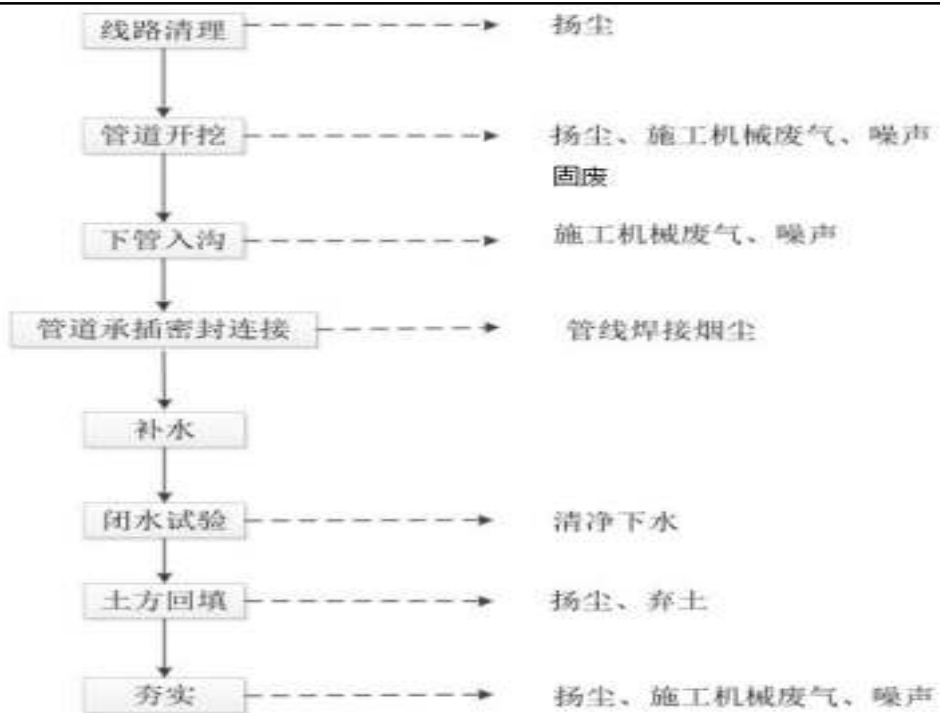 线路清理
扬尘
管道开挖
扬尘、施工机械废气、噪声
固废
下管入沟
施工机械废气、噪声
管道承插密封连接
管线焊接烟尘
补水
闭水试验
清净下水
土方回填
扬尘、弃土
夯实
扬尘、施工机械废气、噪声